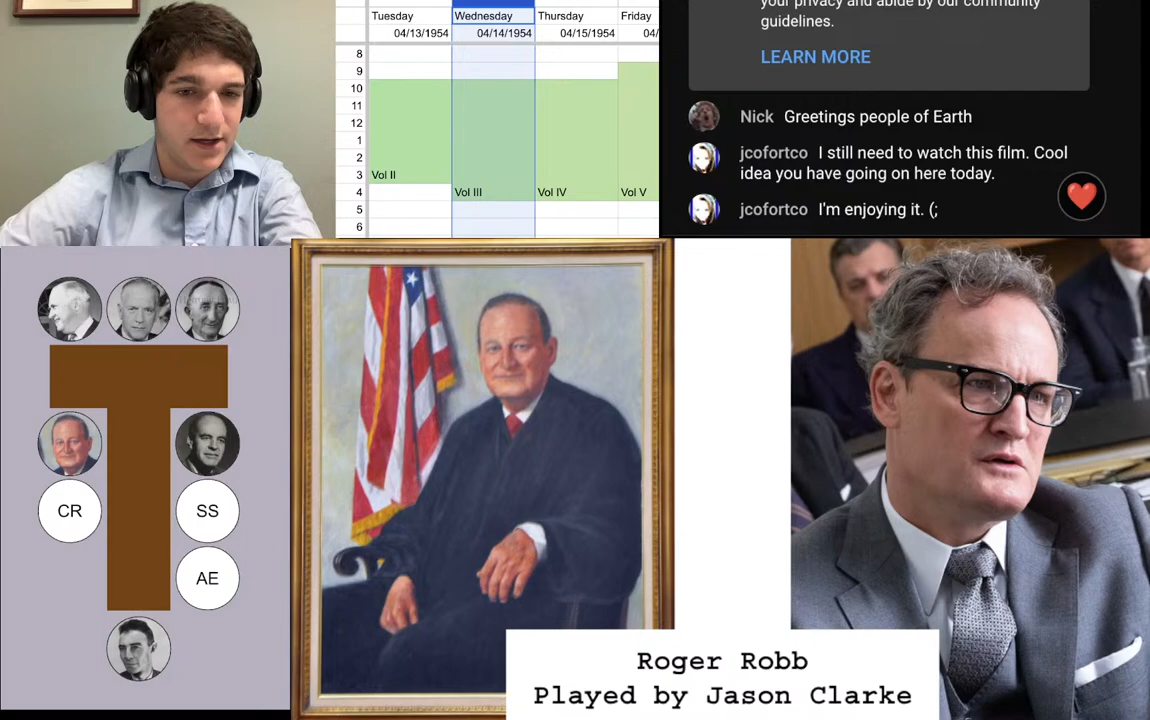 Tuesday
Wednesday
Thursday
Friday
04/13/1954
04/14/1954
04/15/1954
04/
8
9
10
11
12
1
2
3
4
5
6
Vol II
Vol III
Vol IV
Vol V
your privacy and abide by our community
guidelines.
LEARN MORE
Nick Greetings people of Earth
jcofortco I still need to watch this film. Cool
idea you have going on here today.
jcofortco I'm enjoying it. (;
CR
SS
AE
Roger Robb
Played by Jason Clarke